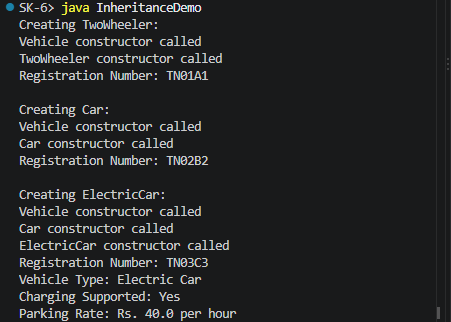 SK-6> java InheritanceDemo
Creating TwoWheeler:
Vehicle constructor called
TwoWheeler constructor called
Registration Number: TN01A1
Creating Car:
Vehicle constructor called
Car constructor called
Registration Number: TN02B2
Creating ElectricCar:
Vehicle constructor called
Car constructor called
ElectricCar constructor called
Registration Number: TN03C3
Vehicle Type: Electric Car
Charging Supported: Yes
Parking Rate: Rs. 40.0 per hour